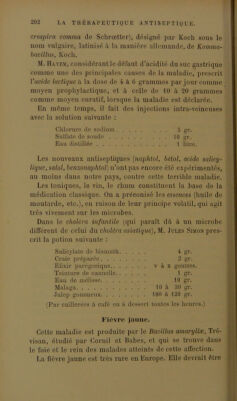 202 LA THÉRAPEUTIQUE ANTISEPTIQUE.
crospira comma de Schrœtter), désigné par Koch sous le
nom vulgaire, latinisé à la manière allemande, de Komma-
bacillus, Koch.
M. HAYEM, considérant le défaut d'acidité du suc gastrique
comme une des principales causes de la maladie, prescrit
l'acide lactique à la dose de 4 à 6 grammes par jour comme
moyen prophylactique, et à celle de 10 à 20 grammes
comme moyen curatif, lorsque la maladie est déclarée.
En même temps, il fait des injections intra-veineuses
avec la solution suivante :
Chlorure de sodium. . . . . . . 5 gr.
Sulfate de soude . . . . . . . 10 gr.
Eau distillée . . . . . . . 1 litre.
Les nouveaux antiseptiques (naphtol, bétol, acide salicy-
lique, salol, benzonaphtol) n'ont pas encore été expérimentés,
au moins dans notre pays, contre cette terrible maladie.
Les toniques, le vin, le rhum constituent la base de la
médication classique. On a préconisé les essences (huile de
moutarde, etc.), en raison de leur principe volatil, qui agit
très vivement sur les microbes.
Dans le choléra infantile (qui paraît dû à un microbe
différent de celui du choléra asiatique), M. JULES SIMON pres-
crit la potion suivante :
Salicylate de bismuth. . . . . . 4 gr.
Craie préparée. . . . . . . 2 gr.
Élixir parégorique. . . . . . v à x gouttes.
Teinture de cannelle. . . . . . 1 gr.
Eau de mélisse. . . . . . . 10 gr.
Malaga. . . . . . . 10 à 30 gr.
Julep gommeux. . . . . . . 100 à 120 gr.
(Par cuillerées à café ou à dessert toutes les heures.)
Fièvre jaune.
Cette maladie est produite par le Bacillus amaryliæ, Tré-
visan, étudié par Cornil et Babes, et qui se trouve dans
le foie et le rein des malades atteints de cette affection.
La fièvre jaune est très rare en Europe. Elle devrait être